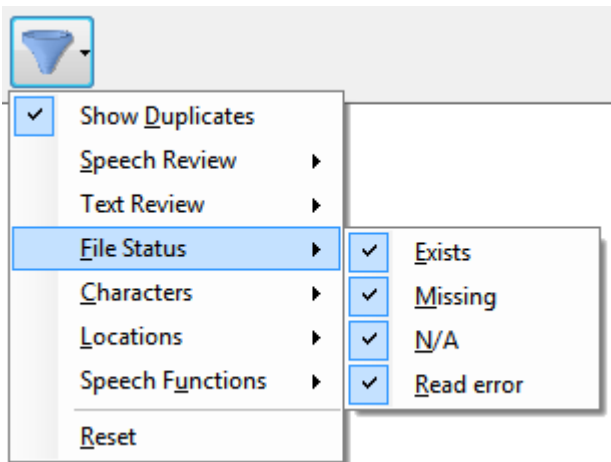 Show Duplicates
Speech Review
Text Review
File Status
Characters
Locations
Speech Functions
Reset
Exists
Missing
N/A
Read error